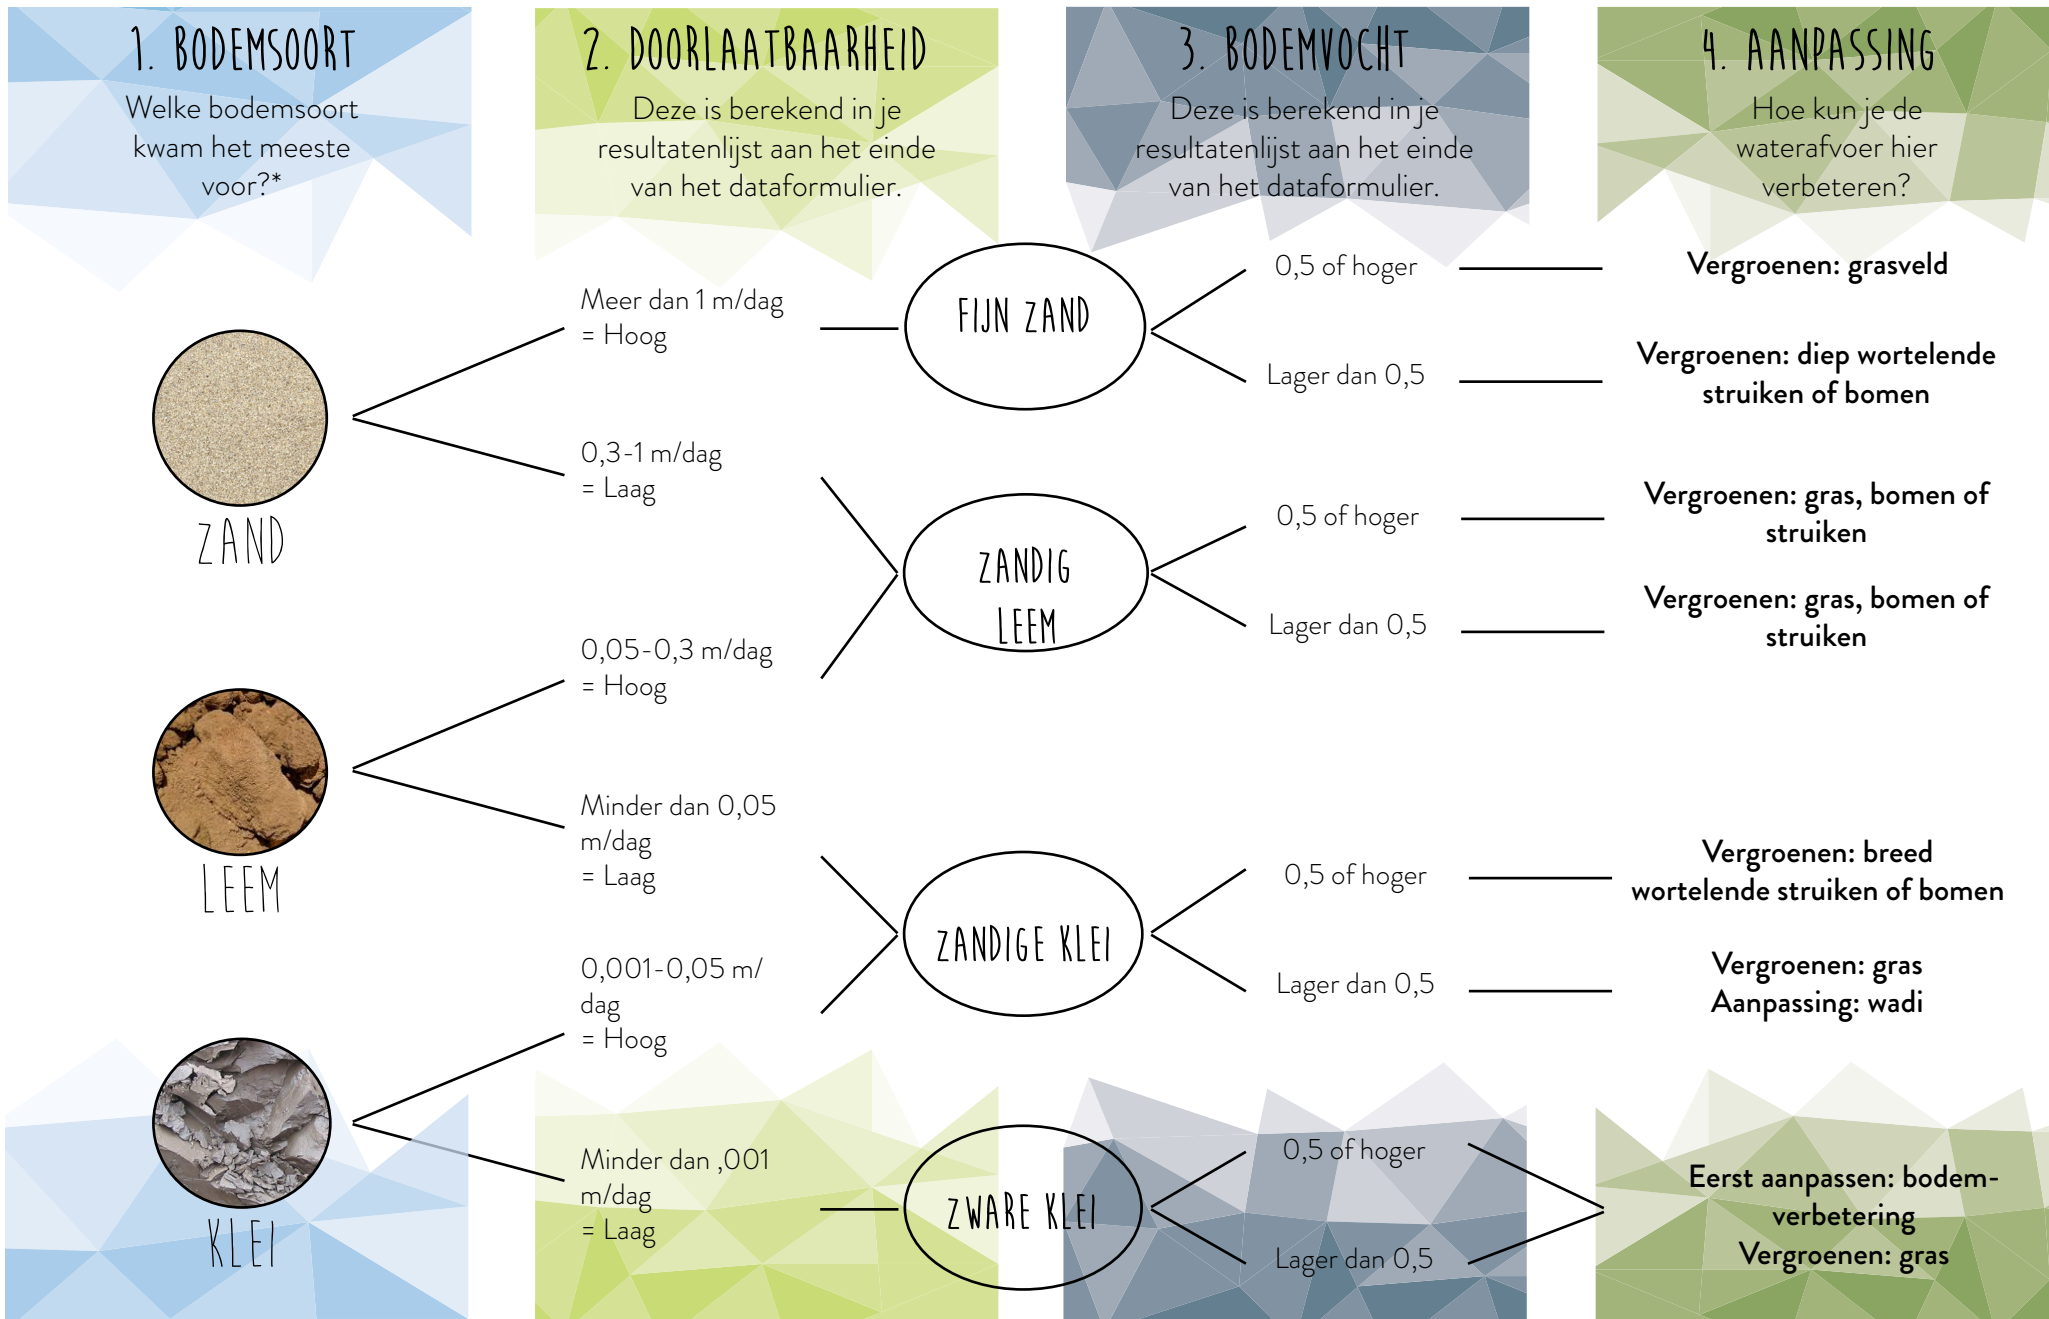 1. BODEMSOORT
Welke bodemsoort
kwam het meeste
voor?*
2. DOORLAATBAARHEID
Deze is berekend in je
resultatenlijst aan het einde
van het dataformulier.
3. BODEMVOCHT
Deze is berekend in je
resultatenlijst aan het einde
van het dataformulier.
4. AANPASSING
Hoe kun je de
waterafvoer hier
verbeteren?
ZAND
Meer dan 1 m/dag
= Hoog
0,3-1 m/dag
= Laag
LEEM
0,05-0,3 m/dag
= Hoog
Minder dan 0,05
m/dag
= Laag
KLEI
0,001-0,05 m/
dag
= Hoog
Minder dan ,001
m/dag
= Laag
FIJN ZAND
0,5 of hoger
Vergroenen: grasveld
Lager dan 0,5
Vergroenen: diep wortelende
struiken of bomen
ZANDIG
LEEM
0,5 of hoger
Vergroenen: gras, bomen of
struiken
Lager dan 0,5
Vergroenen: gras, bomen of
struiken
ZANDIGE KLEI
0,5 of hoger
Vergroenen: breed
wortelende struiken of bomen
Lager dan 0,5
Vergroenen: gras
Aanpassing: wadi
ZWARE KLEI
0,5 of hoger
Lager dan 0,5
Eerst aanpassen: bodem-
verbetering
Vergroenen: gras